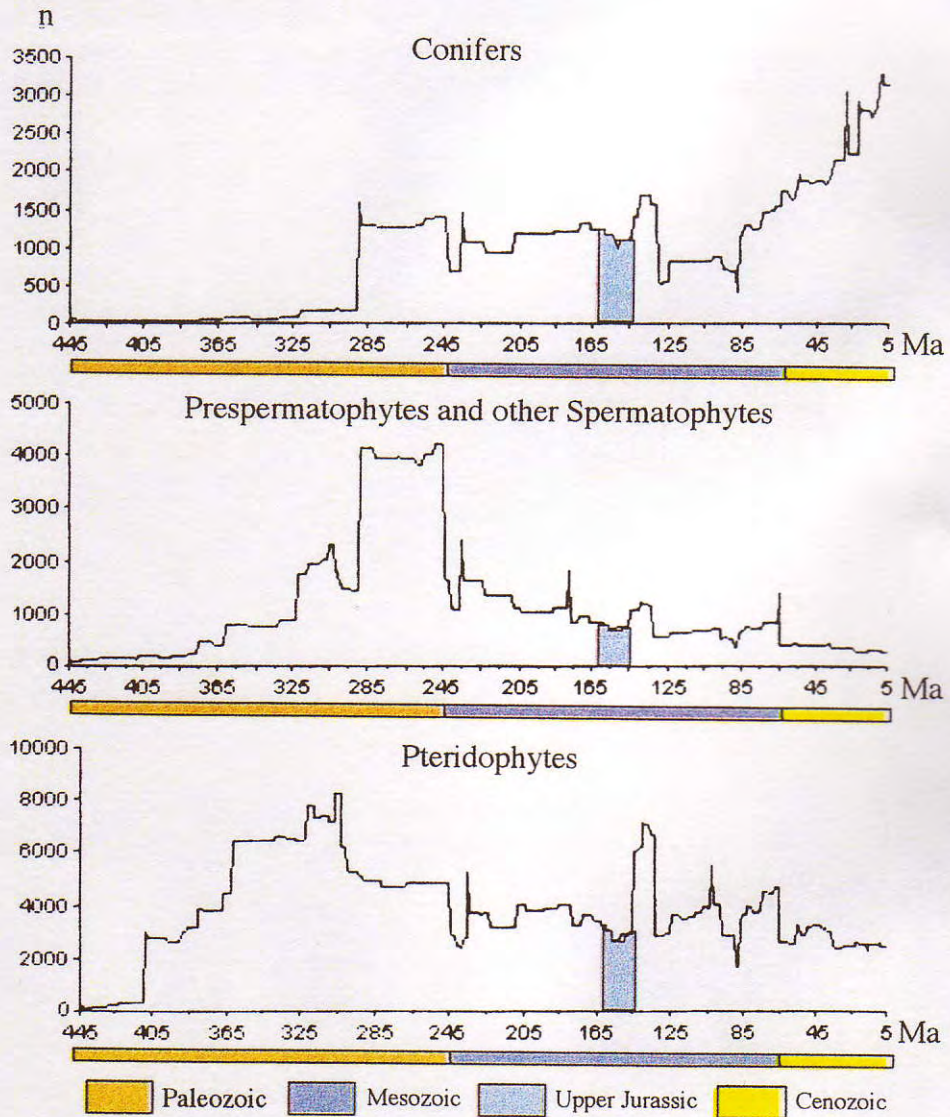 n
Conifers
3500
3000
2500
2000
1500
1000
500
0
445 405 365 325 285 245 205 165 125 85 45 5 Ma
Prespermatophytes and other Spermatophytes
5000
4000
3000
2000
1000
0
445 405 365 325 285 245 205 165 125 85 45 5 Ma
Pteridophytes
10000
8000
6000
4000
2000
0
445 405 365 325 285 245 205 165 125 85 45 5 Ma
Paleozoic Mesozoic Upper Jurassic Cenozoic